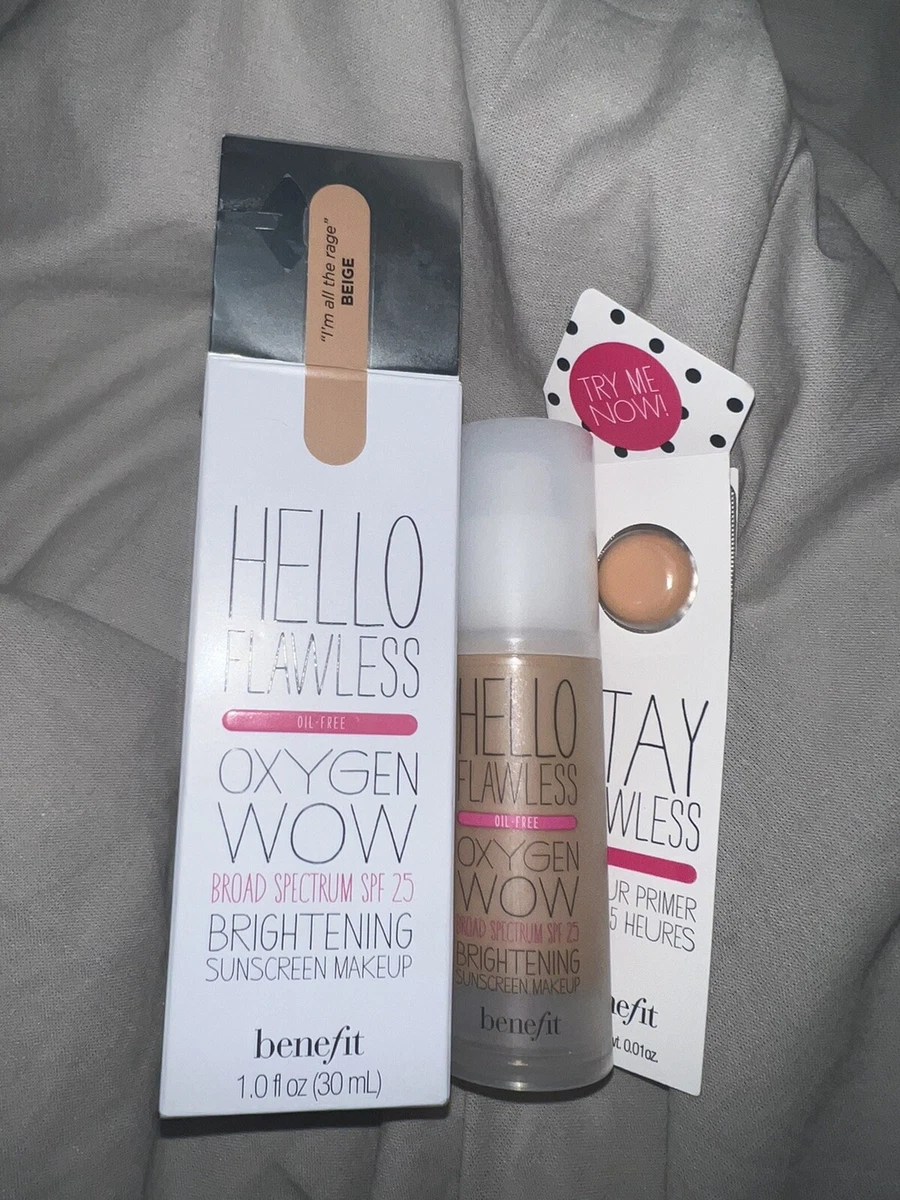 "I'm all the rage"
BEIGE
HELLO
FLAWLESS
OIL-FREE
OXYGEN
WOW
BROAD SPECTRUM SPF 25
BRIGHTENING
SUNSCREEN MAKEUP
benefit
1.0 fl oz (30 mL)
HELLO
FLAWLESS
OIL-FREE
OXYGEN
WOW
BROAD SPECTRUM SPF 25
BRIGHTENING
SUNSCREEN MAKEUP
benefit
TRY ME
NOW!
TAY
WLESS
UR PRIMER
5 HEURES
nefit
wt. 0.01oz.